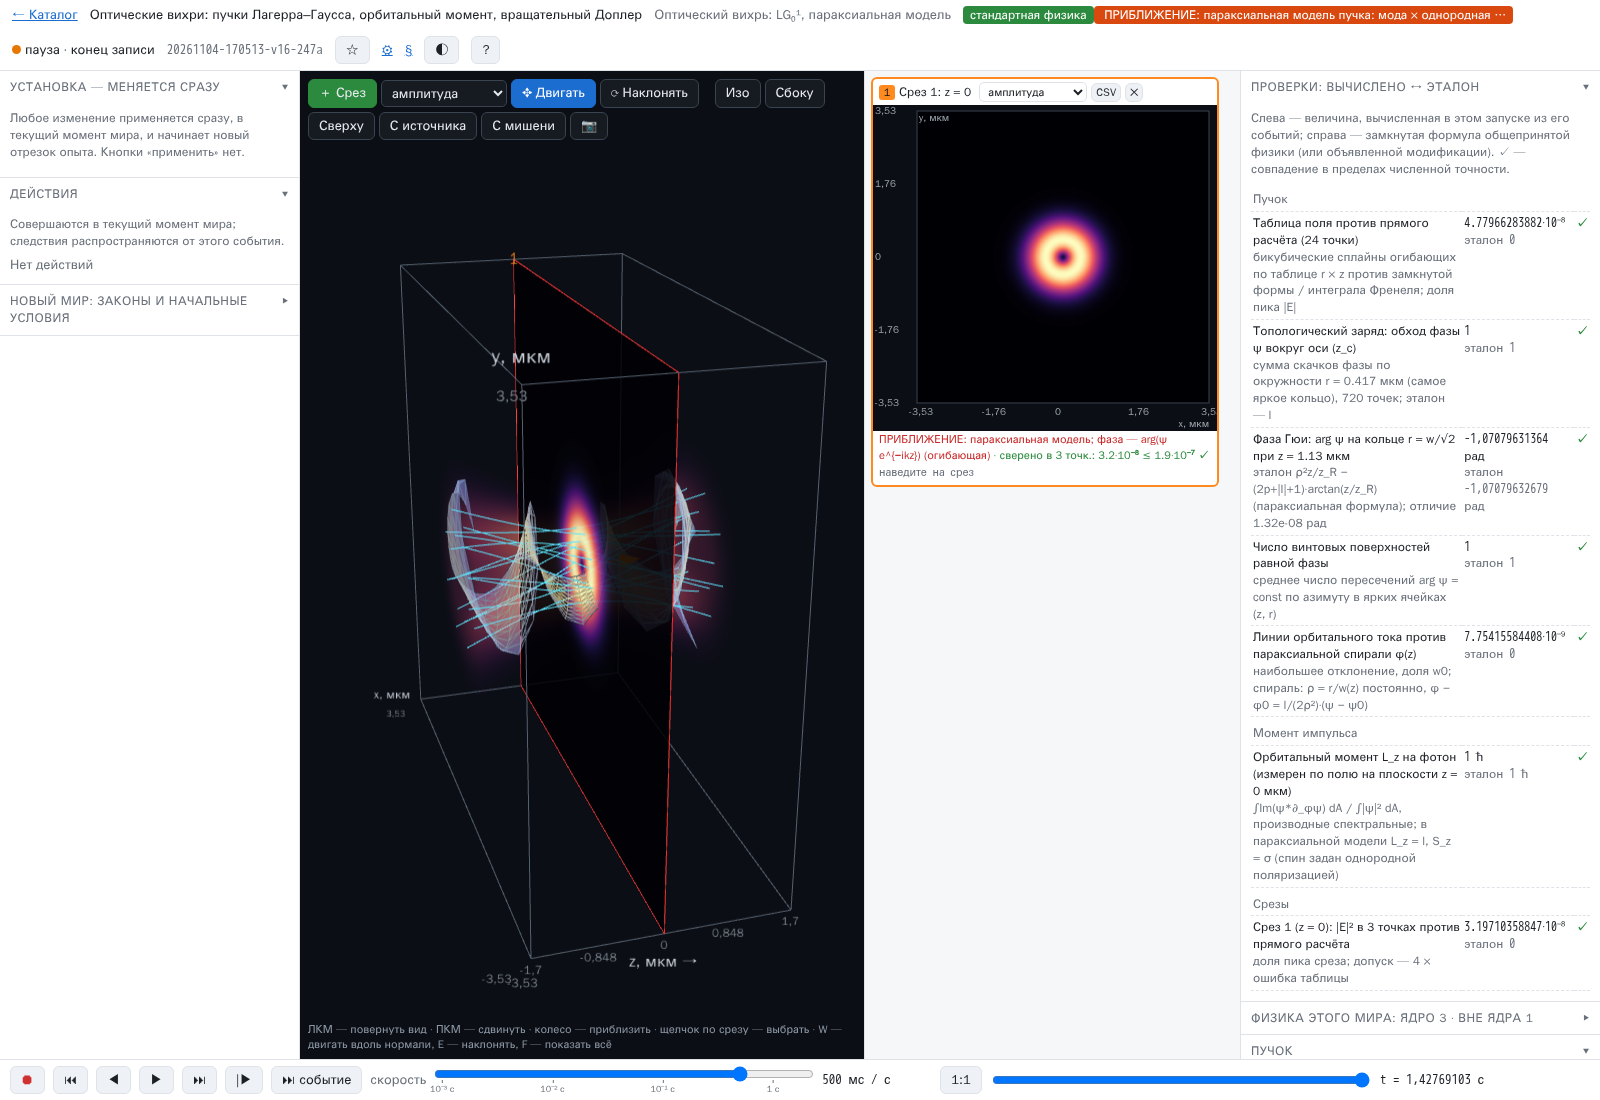 ← Каталог
Оптические вихри: пучки Лагерра—Гаусса, орбитальный момент, вращательный Доплер
Оптический вихрь: LG₀¹, параксиальная модель
стандартная физика
ПРИБЛИЖЕНИЕ: параксиальная модель пучка: мода × однородная ···
пауза · конец записи
20261104-170513-v16-247a
☆
⚙
§
◐
?
УСТАНОВКА — МЕНЯЕТСЯ СРАЗУ
Любое изменение применяется сразу, в
текущий момент мира, и начинает новый
отрезок опыта. Кнопки «применить» нет.
ДЕЙСТВИЯ
Совершаются в текущий момент мира;
следствия распространяются от этого события.
Нет действий
НОВЫЙ МИР: ЗАКОНЫ И НАЧАЛЬНЫЕ
УСЛОВИЯ
+ Срез
амплитуда
✥ Двигать
⟳ Наклонять
Изо
Сбоку
Сверху
С источника
С мишени
1
y, мкм
3,53
x, мкм
3,53
1,7
0,848
0
-0,848
z, мкм →
-1,7
-3,53
-3,53
ЛКМ — повернуть вид · ПКМ — сдвинуть · колесо — приблизить · щелчок по срезу — выбрать · W —
двигать вдоль нормали, E — наклонять, F — показать всё
1 Срез 1: z = 0
амплитуда
CSV
✕
3,53
y, мкм
1,76
0
-1,76
-3,53
-3,53
-1,76
0
1,76
3,5
x, мкм
ПРИБЛИЖЕНИЕ: параксиальная модель; фаза — arg(ψ
e^{−ikz}) (огибающая) · сверено в 3 точк.: 3.2·10⁻⁸ ≤ 1.9·10⁻⁷ ✓
наведите на срез
ПРОВЕРКИ: ВЫЧИСЛЕНО ↔ ЭТАЛОН
Слева — величина, вычисленная в этом запуске из его
событий; справа — замкнутая формула общепринятой
физики (или объявленной модификации). ✓ —
совпадение в пределах численной точности.
Пучок
Таблица поля против прямого
расчёта (24 точки)
бикубические сплайны огибающих
по таблице r × z против замкнутой
формы / интеграла Френеля; доля
пика |E|
4.77966283882·10⁻⁸
эталон 0
✓
Топологический заряд: обход фазы
ψ вокруг оси (z_c)
сумма скачков фазы по
окружности r = 0.417 мкм (самое
яркое кольцо), 720 точек; эталон
— l
1
эталон 1
✓
Фаза Гюи: arg ψ на кольце r = w/√2
при z = 1.13 мкм
эталон ρ²z/z_R −
(2p+|l|+1)·arctan(z/z_R)
(параксиальная формула); отличие
1.32e-08 рад
-1,07079631364
рад
эталон
-1,07079632679
рад
✓
Число винтовых поверхностей
равной фазы
среднее число пересечений arg ψ =
const по азимуту в ярких ячейках
(z, r)
1
эталон 1
✓
Линии орбитального тока против
параксиальной спирали φ(z)
наибольшее отклонение, доля w0;
спираль: ρ = r/w(z) постоянно, φ −
φ0 = l/(2ρ²)·(ψ − ψ0)
7.75415584408·10⁻⁹
эталон 0
✓
Момент импульса
Орбитальный момент L_z на фотон
(измерен по полю на плоскости z =
0 мкм)
∫Im(ψ*∂_φψ) dA / ∫|ψ|² dA,
производные спектральные; в
параксиальной модели L_z = l, S_z
= σ (спин задан однородной
поляризацией)
1 ħ
эталон 1 ħ
✓
Срезы
Срез 1 (z = 0): |E|² в 3 точках против
прямого расчёта
доля пика среза; допуск — 4 ×
ошибка таблицы
3.19710358847·10⁻⁸
эталон 0
✓
ФИЗИКА ЭТОГО МИРА: ЯДРО 3 · ВНЕ ЯДРА 1
ПУЧОК
⏭ событие
скорость
10⁻³ с
10⁻² с
10⁻¹ с
1 с
500 мс / с
1:1
t = 1,42769103 с